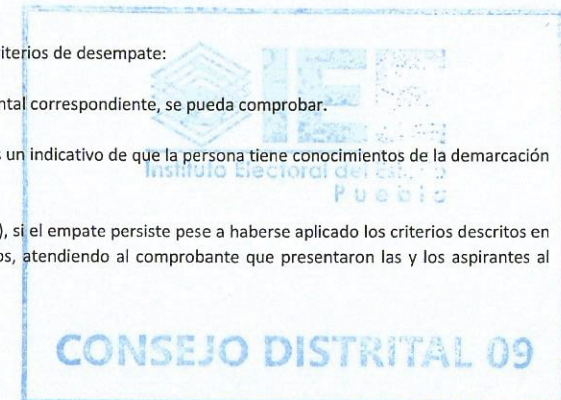 iterios de desempate:
ntal correspondiente, se pueda comprobar.
s un indicativo de que la persona tiene conocimientos de la demarcación
Instituto Electoral del Estado
Puebla
), si el empate persiste pese a haberse aplicado los criterios descritos en
os, atendiendo al comprobante que presentaron las y los aspirantes al
CONSEJO DISTRITAL 09